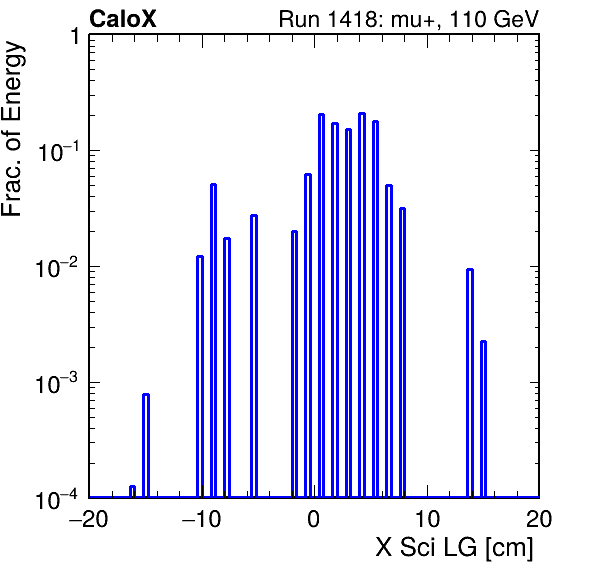 CaloX Run 1418: mu+, 110 GeV
Frac. of Energy
1
10⁻¹
10⁻²
10⁻³
10⁻⁴
−20 −10 0 10 20
X Sci LG [cm]